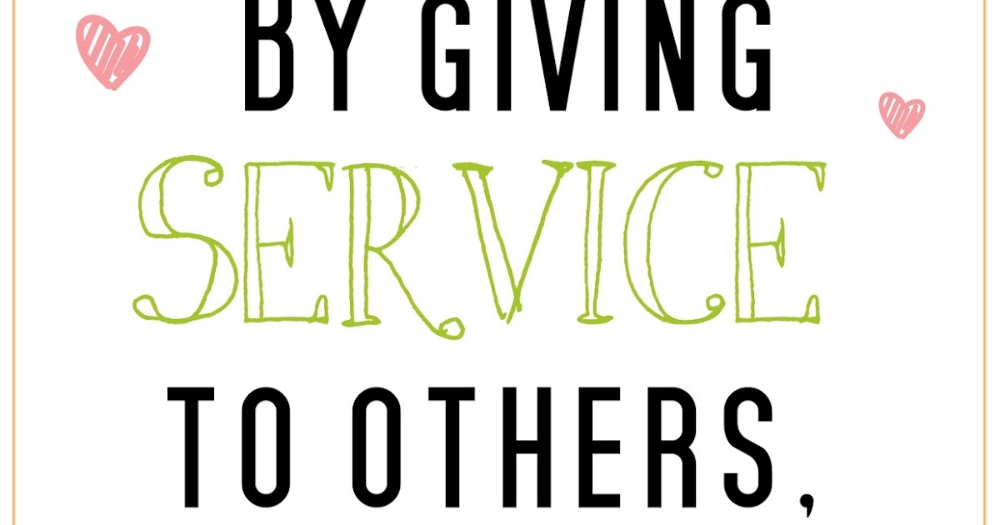 BY GIVING
SERVICE
TO OTHERS,